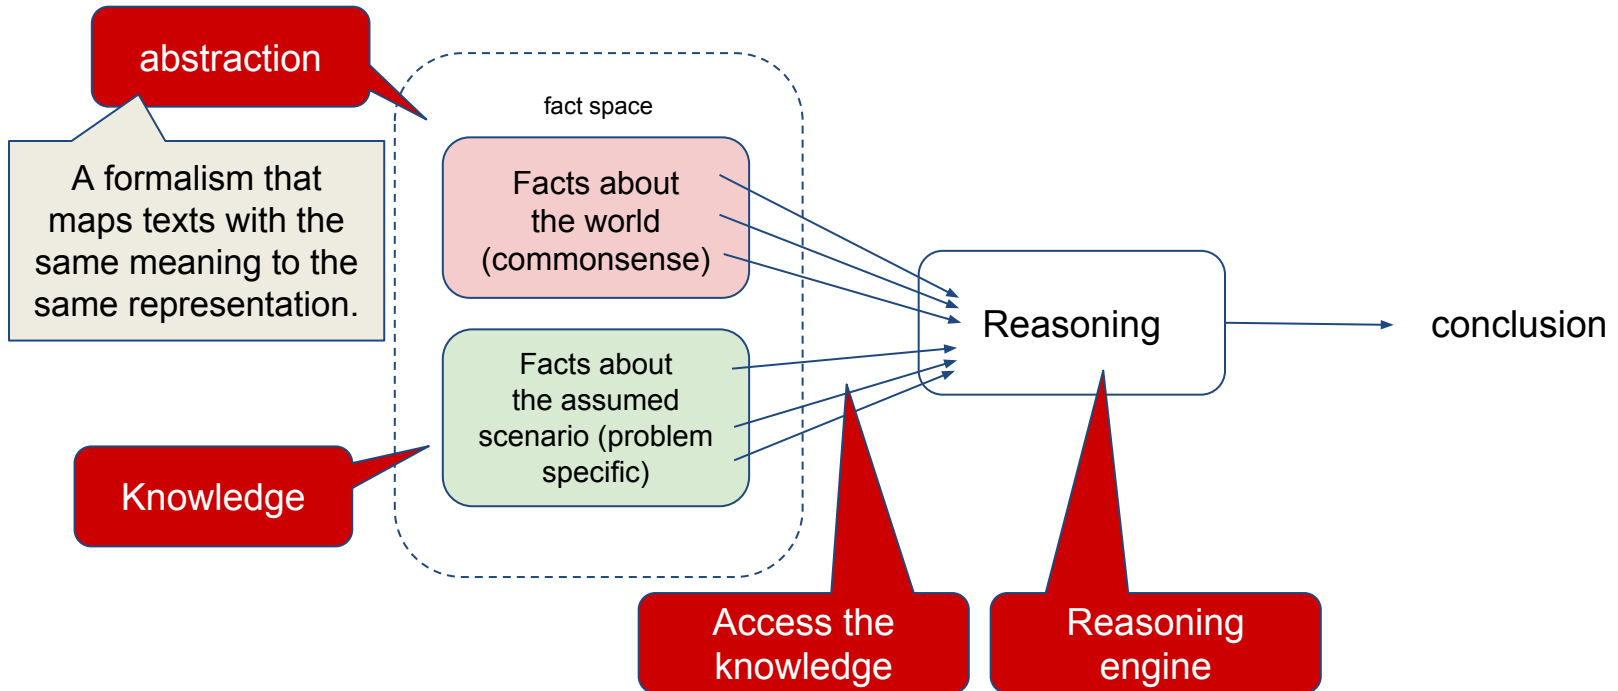 abstraction
A formalism that
maps texts with the
same meaning to the
same representation.
fact space
Facts about
the world
(commonsense)
Facts about
the assumed
scenario (problem
specific)
Knowledge
Reasoning
conclusion
Access the
knowledge
Reasoning
engine